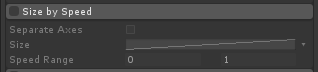 Size by Speed
Separate Axes
Size
Speed Range 0 1